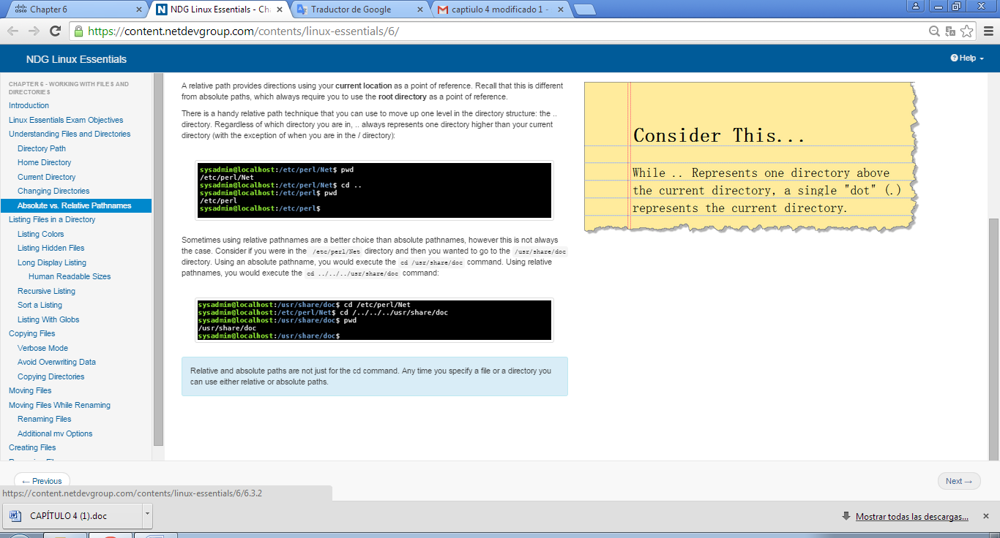 Chapter 6
NDG Linux Essentials - Ch
Traductor de Google
captiulo 4 modificado 1 -
https://content.netdevgroup.com/contents/linux-essentials/6/
NDG Linux Essentials
Help
CHAPTER 6 - WORKING WITH FILES AND
DIRECTORIES
Introduction
Linux Essentials Exam Objectives
Understanding Files and Directories
Directory Path
Home Directory
Current Directory
Changing Directories
Absolute vs. Relative Pathnames
Listing Files in a Directory
Listing Colors
Listing Hidden Files
Long Display Listing
Human Readable Sizes
Recursive Listing
Sort a Listing
Listing With Globs
Copying Files
Verbose Mode
Avoid Overwriting Data
Copying Directories
Moving Files
Moving Files While Renaming
Renaming Files
Additional mv Options
Creating Files
A relative path provides directions using your current location as a point of reference. Recall that this is different
from absolute paths, which always require you to use the root directory as a point of reference.
There is a handy relative path technique that you can use to move up one level in the directory structure: the ..
directory. Regardless of which directory you are in, .. always represents one directory higher than your current
directory (with the exception of when you are in the / directory):
sysadmin@localhost:/etc/perl/Net$ pwd
/etc/perl/Net
sysadmin@localhost:/etc/perl/Net$ cd ..
sysadmin@localhost:/etc/perl$ pwd
/etc/perl
sysadmin@localhost:/etc/perl$
Sometimes using relative pathnames are a better choice than absolute pathnames, however this is not always
the case. Consider if you were in the /etc/perl/Net directory and then you wanted to go to the /usr/share/doc
directory. Using an absolute pathname, you would execute the cd /usr/share/doc command. Using relative
pathnames, you would execute the cd ../../../usr/share/doc command:
sysadmin@localhost:/usr/share/doc$ cd /etc/perl/Net
sysadmin@localhost:/etc/perl/Net$ cd /../../../usr/share/doc
sysadmin@localhost:/usr/share/doc$ pwd
/usr/share/doc
sysadmin@localhost:/usr/share/doc$
Relative and absolute paths are not just for the cd command. Any time you specify a file or a directory you
can use either relative or absolute paths.
Consider This...
While .. Represents one directory above
the current directory, a single "dot" (.)
represents the current directory.
← Previous
Next →
https://content.netdevgroup.com/contents/linux-essentials/6/6.3.2
CAPÍTULO 4 (1).doc
Mostrar todas las descargas...